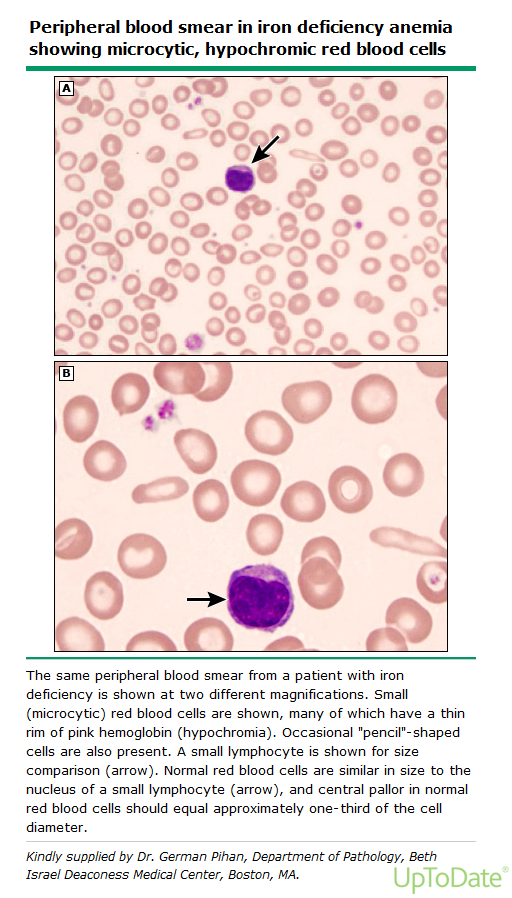 Peripheral blood smear in iron deficiency anemia
showing microcytic, hypochromic red blood cells
A
B
The same peripheral blood smear from a patient with iron
deficiency is shown at two different magnifications. Small
(microcytic) red blood cells are shown, many of which have a thin
rim of pink hemoglobin (hypochromia). Occasional "pencil"-shaped
cells are also present. A small lymphocyte is shown for size
comparison (arrow). Normal red blood cells are similar in size to the
nucleus of a small lymphocyte (arrow), and central pallor in normal
red blood cells should equal approximately one-third of the cell
diameter.
Kindly supplied by Dr. German Pihan, Department of Pathology, Beth
Israel Deaconess Medical Center, Boston, MA.
UpToDate®